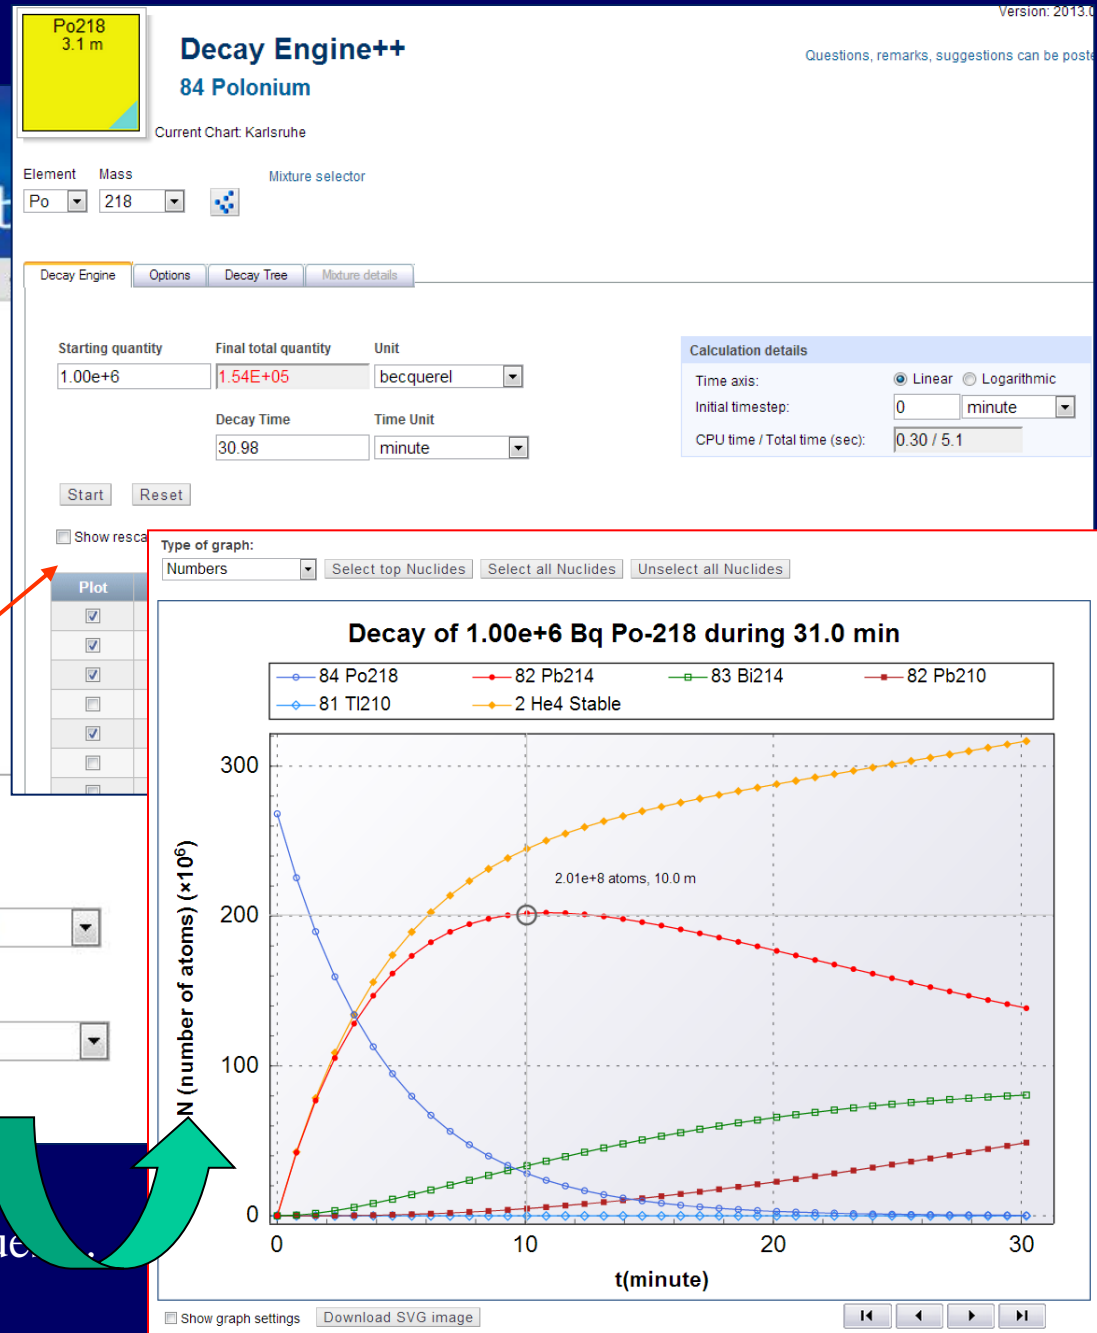 Version: 2013.0
Po218
3.1 m
Decay Engine++
84 Polonium
Questions, remarks, suggestions can be poste
Current Chart: Karlsruhe
Element Mass Mixture selector
Po 218
Decay Engine Options Decay Tree Mixture details
Starting quantity Final total quantity Unit
1.00e+6 1.54E+05 becquerel
Decay Time Time Unit
30.98 minute
Calculation details
Time axis: Linear Logarithmic
Initial timestep: 0 minute
CPU time / Total time (sec): 0.30 / 5.1
Start Reset
Show resca
Plot
Type of graph:
Numbers Select top Nuclides Select all Nuclides Unselect all Nuclides
Decay of 1.00e+6 Bq Po-218 during 31.0 min
84 Po218 82 Pb214 83 Bi214 82 Pb210
81 Tl210 2 He4 Stable
N (number of atoms) (×10⁶)
300
200
100
0
2.01e+8 atoms, 10.0 m
0 10 20 30
t(minute)
Show graph settings Download SVG image